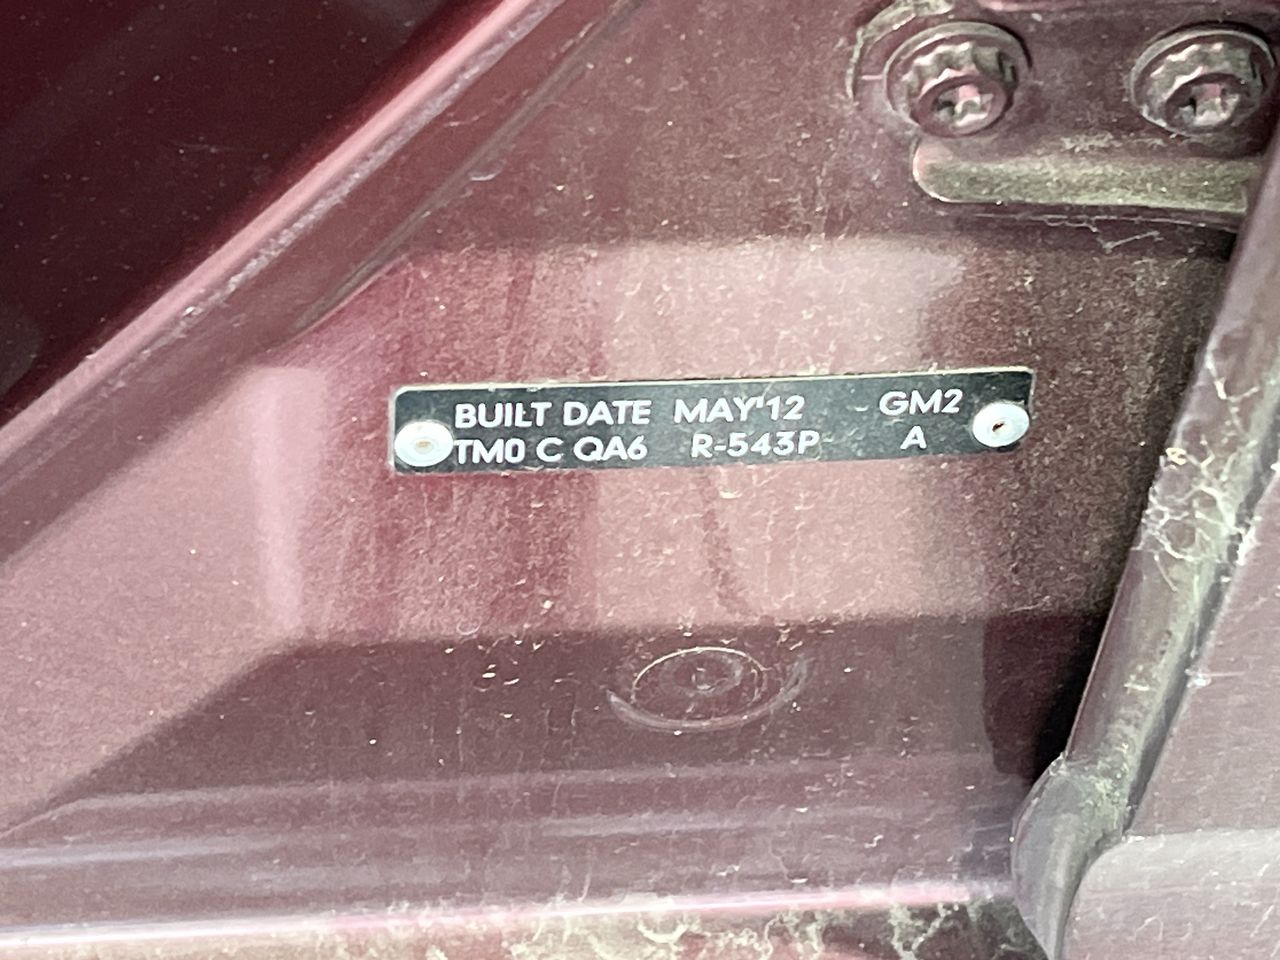 BUILT DATE MAY'12 GM2
TM0 C QA6 R-543P A